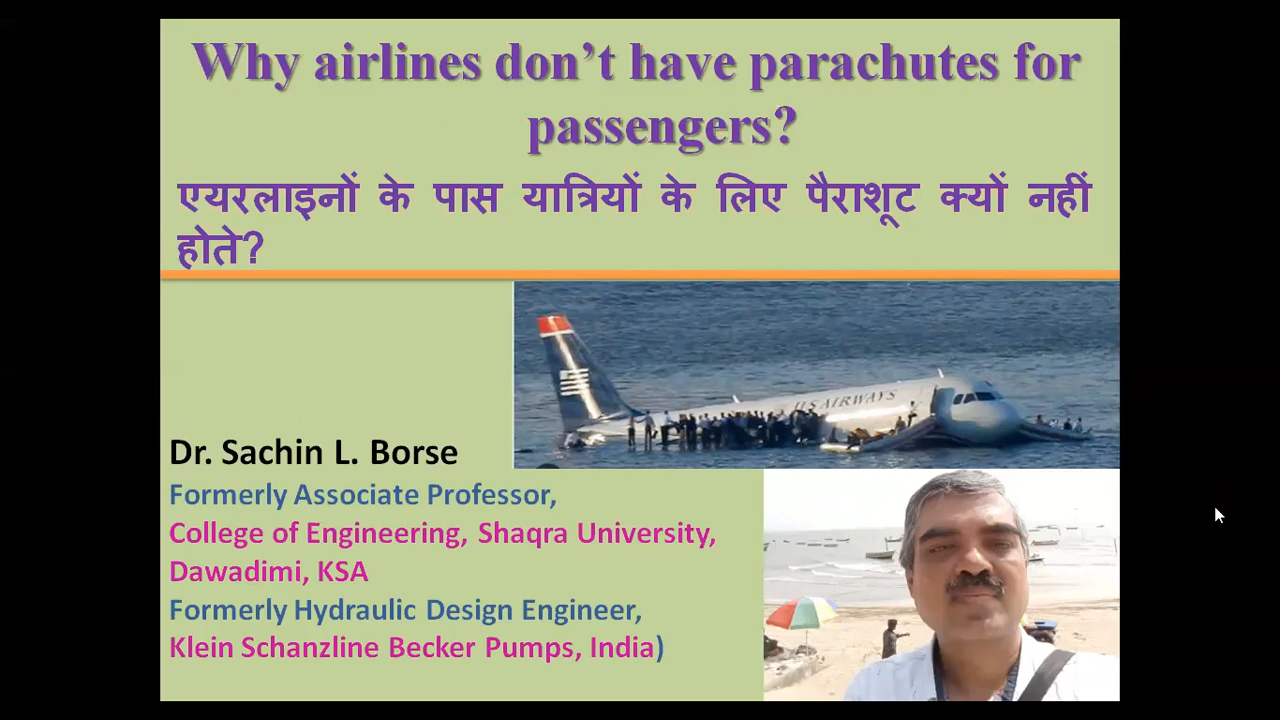 Why airlines don’t have parachutes for
passengers?
एयरलाइनों के पास यात्रियों के लिए पैराशूट क्यों नहीं
होते?
US AIRWAYS
Dr. Sachin L. Borse
Formerly Associate Professor,
College of Engineering, Shaqra University,
Dawadimi, KSA
Formerly Hydraulic Design Engineer,
Klein Schanzline Becker Pumps, India)